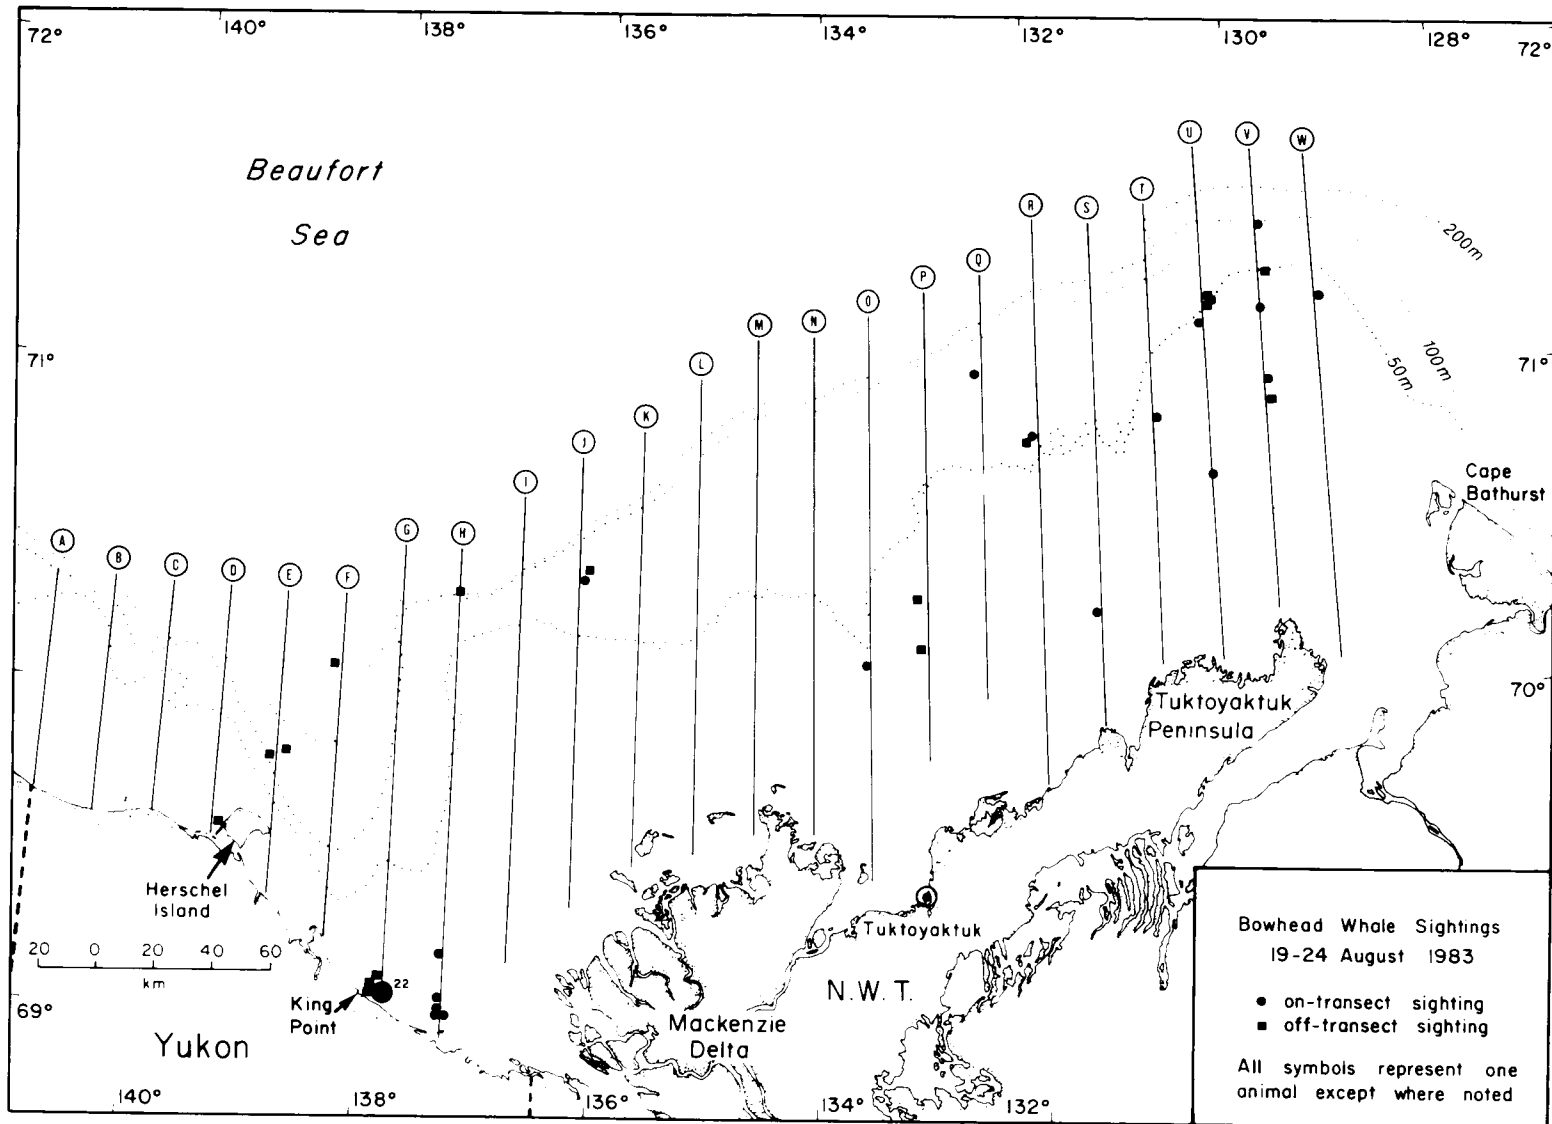 72°
140°
138°
136°
134°
132°
130°
128°
72°
Beaufort
Sea
U
V
W
T
R
S
Q
P
O
M
N
L
K
J
I
G
H
A
B
C
D
E
F
200m
100m
50m
71°
71°
Cape
Bathurst
70°
Tuktoyaktuk
Peninsula
Herschel
Island
20 0 20 40 60
km
Tuktoyaktuk
22
King
Point
69°
Yukon
Mackenzie
Delta
N.W.T.
140°
138°
136°
134°
132°
Bowhead Whale Sightings
19-24 August 1983
on-transect sighting
off-transect sighting
All symbols represent one
animal except where noted